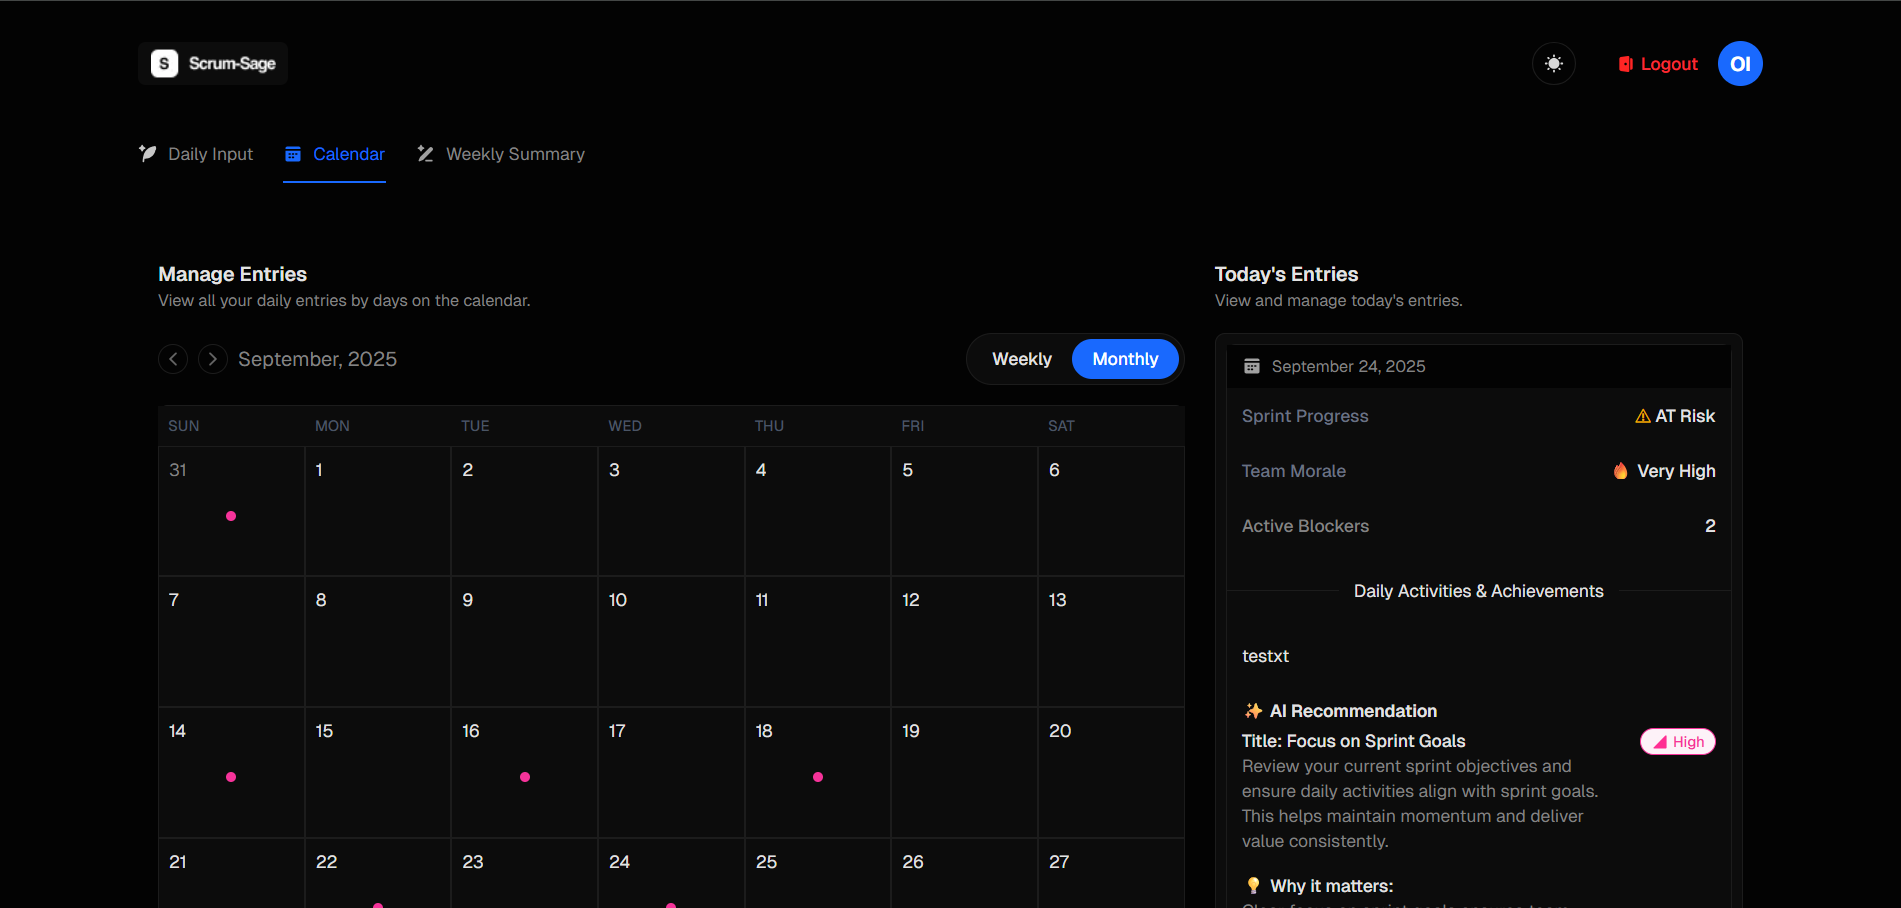 S Scrum-Sage
Logout OI
Daily Input Calendar Weekly Summary
Manage Entries
View all your daily entries by days on the calendar.
September, 2025
Weekly Monthly
SUN MON TUE WED THU FRI SAT
31 1 2 3 4 5 6
7 8 9 10 11 12 13
14 15 16 17 18 19 20
21 22 23 24 25 26 27
Today's Entries
View and manage today's entries.
September 24, 2025
Sprint Progress AT Risk
Team Morale Very High
Active Blockers 2
Daily Activities & Achievements
testxt
AI Recommendation
Title: Focus on Sprint Goals High
Review your current sprint objectives and
ensure daily activities align with sprint goals.
This helps maintain momentum and deliver
value consistently.
Why it matters: